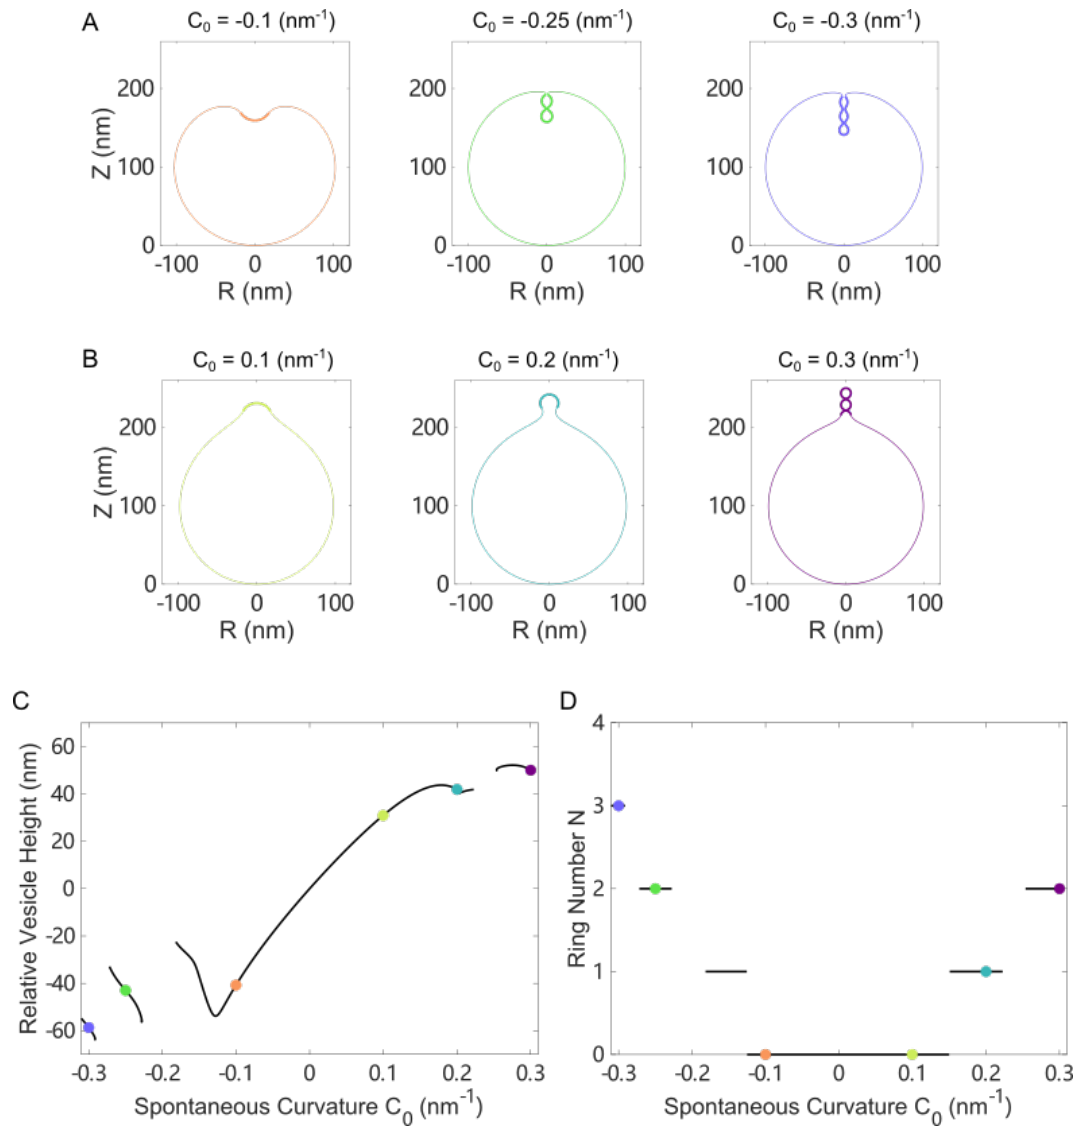 A
C₀ = -0.1 (nm⁻¹)
C₀ = -0.25 (nm⁻¹)
C₀ = -0.3 (nm⁻¹)
Z (nm)
200
100
0
-100 0 100
R (nm)
200
100
0
-100 0 100
R (nm)
200
100
0
-100 0 100
R (nm)
B
C₀ = 0.1 (nm⁻¹)
C₀ = 0.2 (nm⁻¹)
C₀ = 0.3 (nm⁻¹)
Z (nm)
200
100
0
-100 0 100
R (nm)
200
100
0
-100 0 100
R (nm)
200
100
0
-100 0 100
R (nm)
C
Relative Vesicle Height (nm)
60
40
20
0
-20
-40
-60
-0.3 -0.2 -0.1 0 0.1 0.2 0.3
Spontaneous Curvature C₀ (nm⁻¹)
D
Ring Number N
4
3
2
1
0
-0.3 -0.2 -0.1 0 0.1 0.2 0.3
Spontaneous Curvature C₀ (nm⁻¹)